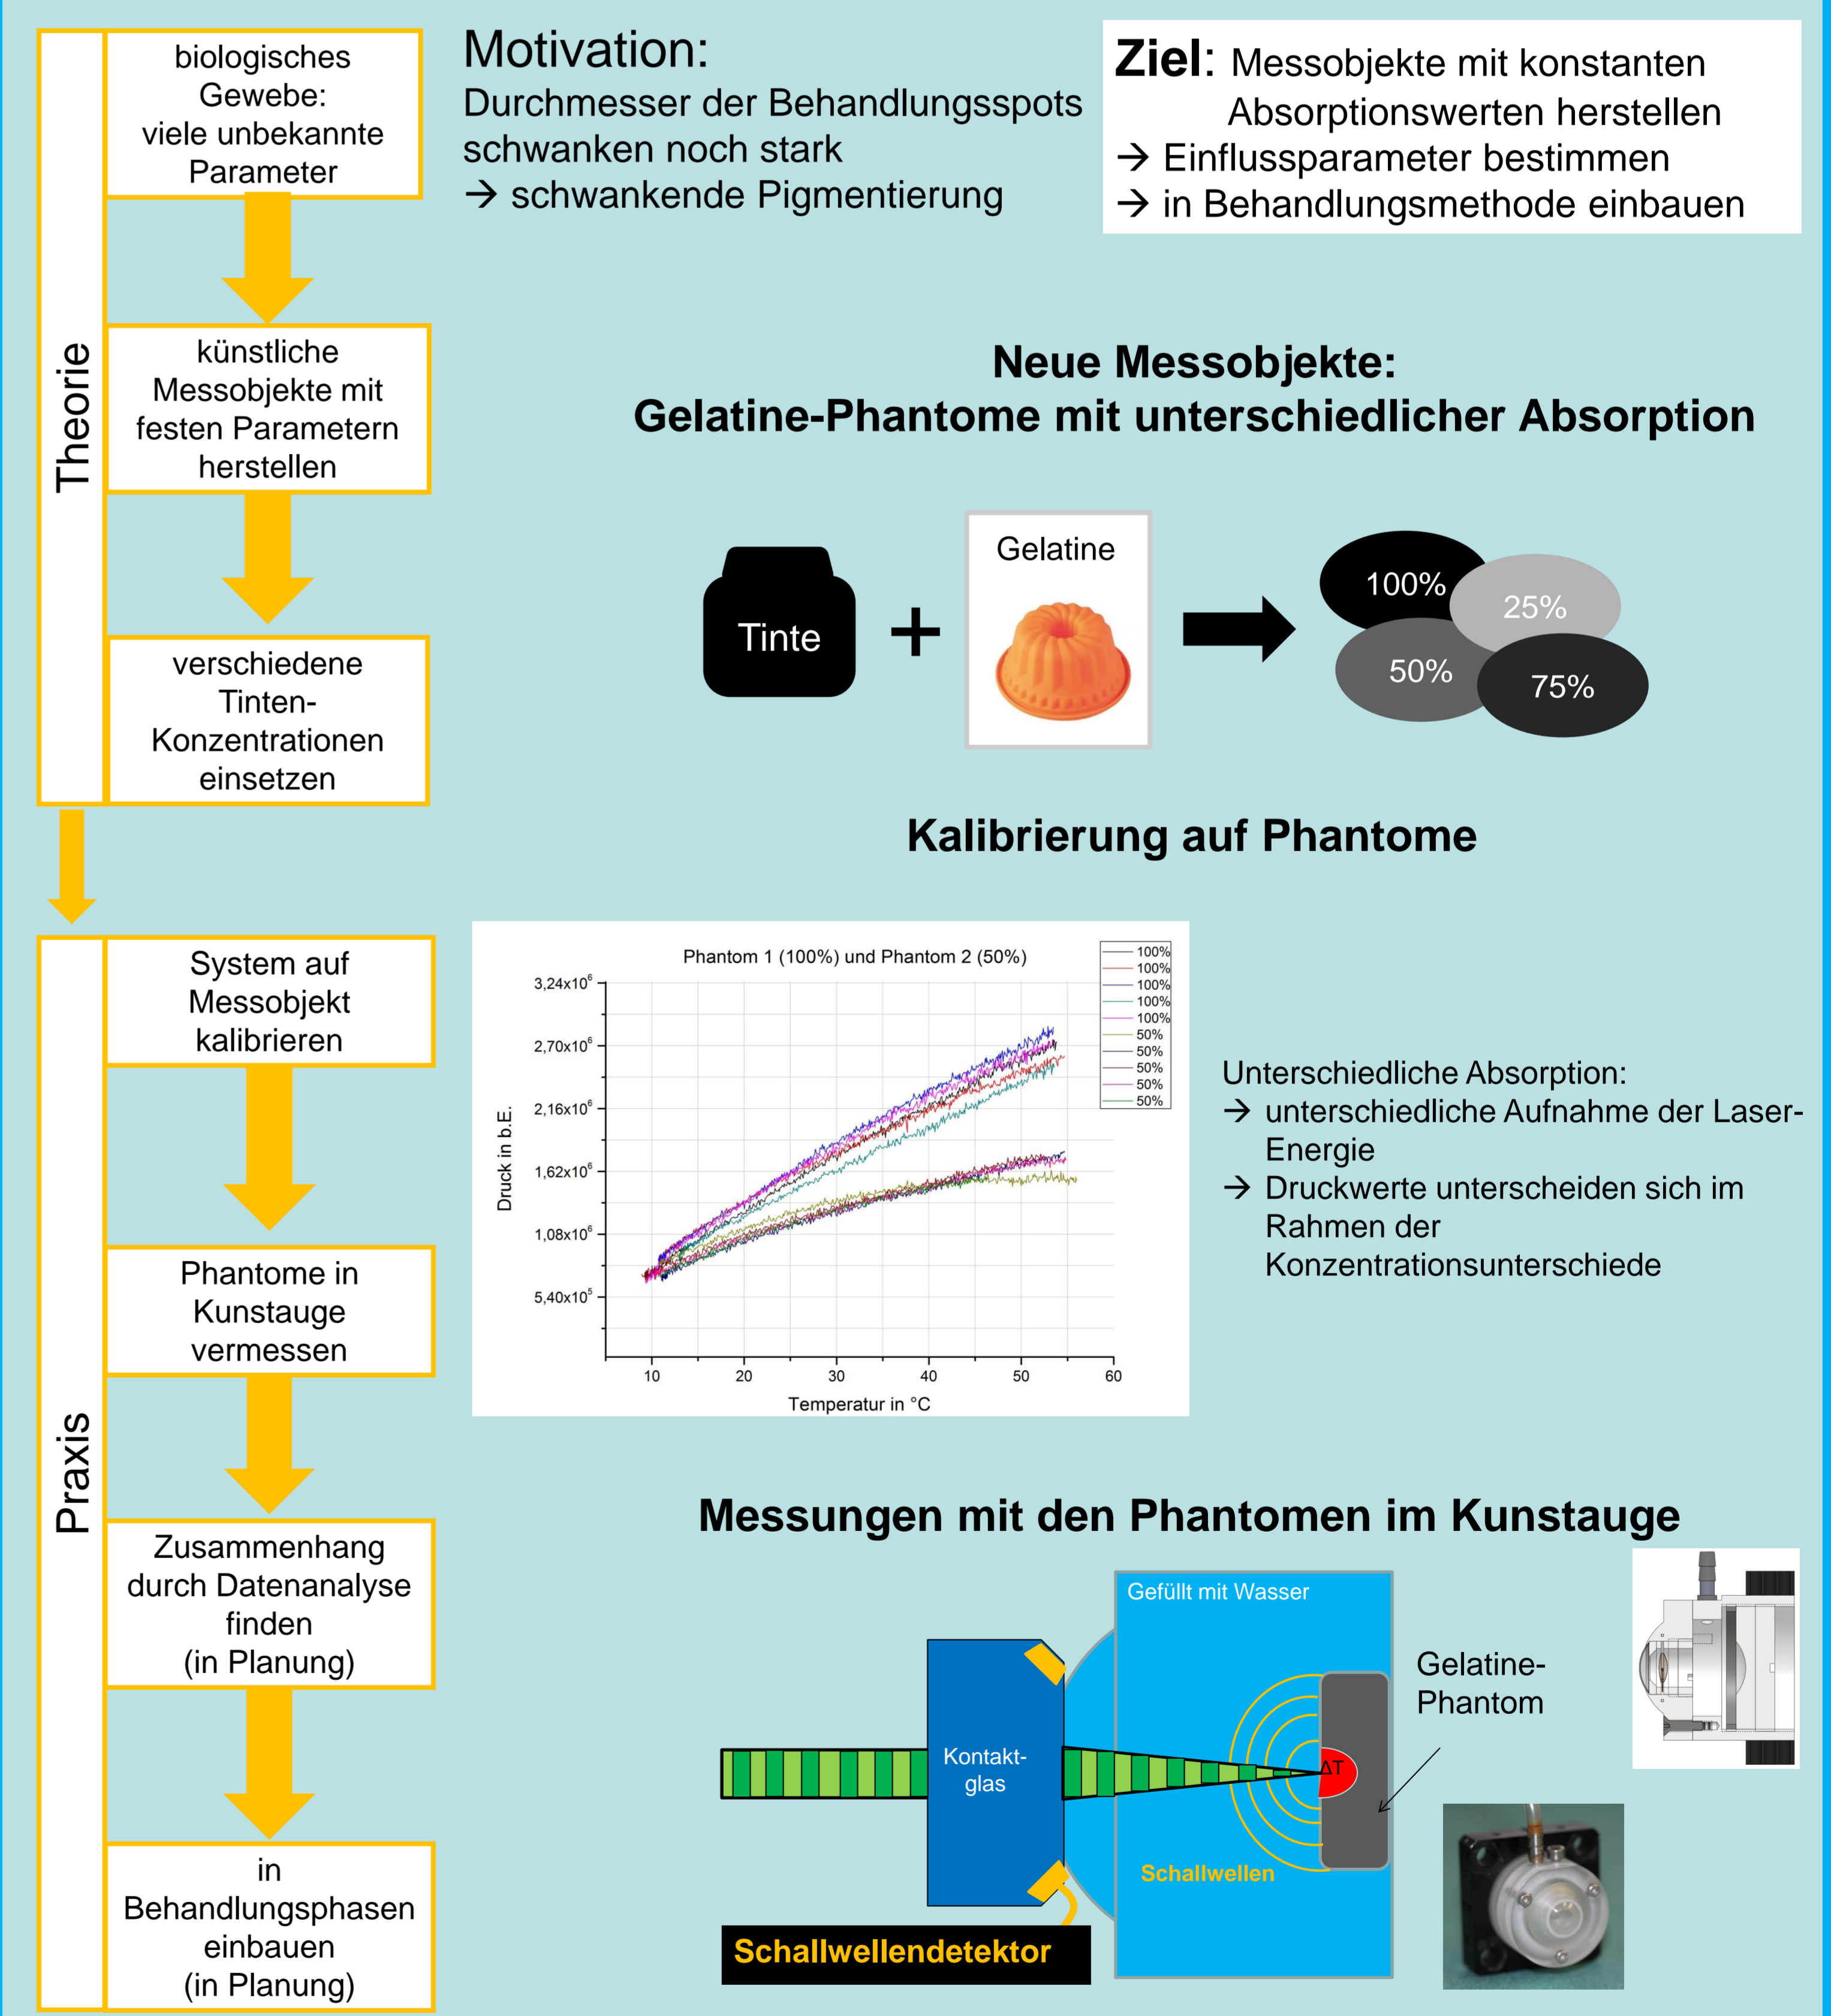 Theorie
biologisches
Gewebe:
viele unbekannte
Parameter
künstliche
Messobjekte mit
festen Parametern
herstellen
verschiedene
Tinten-
Konzentrationen
einsetzen
Motivation:
Durchmesser der Behandlungsspots
schwanken noch stark
→ schwankende Pigmentierung
Ziel: Messobjekte mit konstanten
Absorptionswerten herstellen
→ Einflussparameter bestimmen
→ in Behandlungsmethode einbauen
Neue Messobjekte:
Gelatine-Phantome mit unterschiedlicher Absorption
Tinte
+
Gelatine
100%
25%
50%
75%
Kalibrierung auf Phantome
Praxis
System auf
Messobjekt
kalibrieren
Phantome in
Kunstauge
vermessen
Zusammenhang
durch Datenanalyse
finden
(in Planung)
in
Behandlungsphasen
einbauen
(in Planung)
Phantom 1 (100%) und Phantom 2 (50%)
100%
100%
100%
100%
100%
50%
50%
50%
50%
50%
Druck in b.E.
3,24x10⁶
2,70x10⁶
2,16x10⁶
1,62x10⁶
1,08x10⁶
5,40x10⁵
10 20 30 40 50 60
Temperatur in °C
Unterschiedliche Absorption:
→ unterschiedliche Aufnahme der Laser-
Energie
→ Druckwerte unterscheiden sich im
Rahmen der
Konzentrationsunterschiede
Messungen mit den Phantomen im Kunstauge
Gefüllt mit Wasser
Kontakt-
glas
ΔT
Gelatine-
Phantom
Schallwellen
Schallwellendetektor